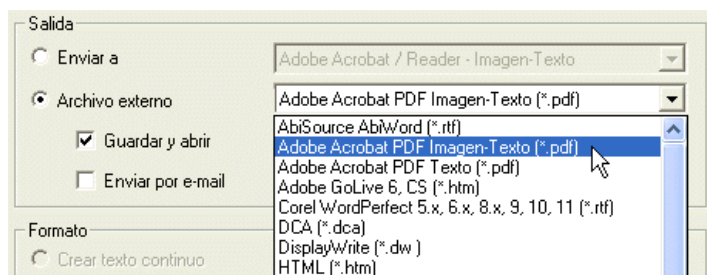 Salida
Enviar a
Adobe Acrobat / Reader - Imagen-Texto
Archivo externo
Adobe Acrobat PDF Imagen-Texto (*.pdf)
Guardar y abrir
Enviar por e-mail
AbiSource AbiWord (*.rtf)
Adobe Acrobat PDF Imagen-Texto (*.pdf)
Adobe Acrobat PDF Texto (*.pdf)
Adobe GoLive 6, CS (*.htm)
Corel WordPerfect 5.x, 6.x, 8.x, 9, 10, 11 (*.rtf)
DCA (*.dca)
DisplayWrite (*.dw )
HTML (*.htm)
Formato
Crear texto continuo